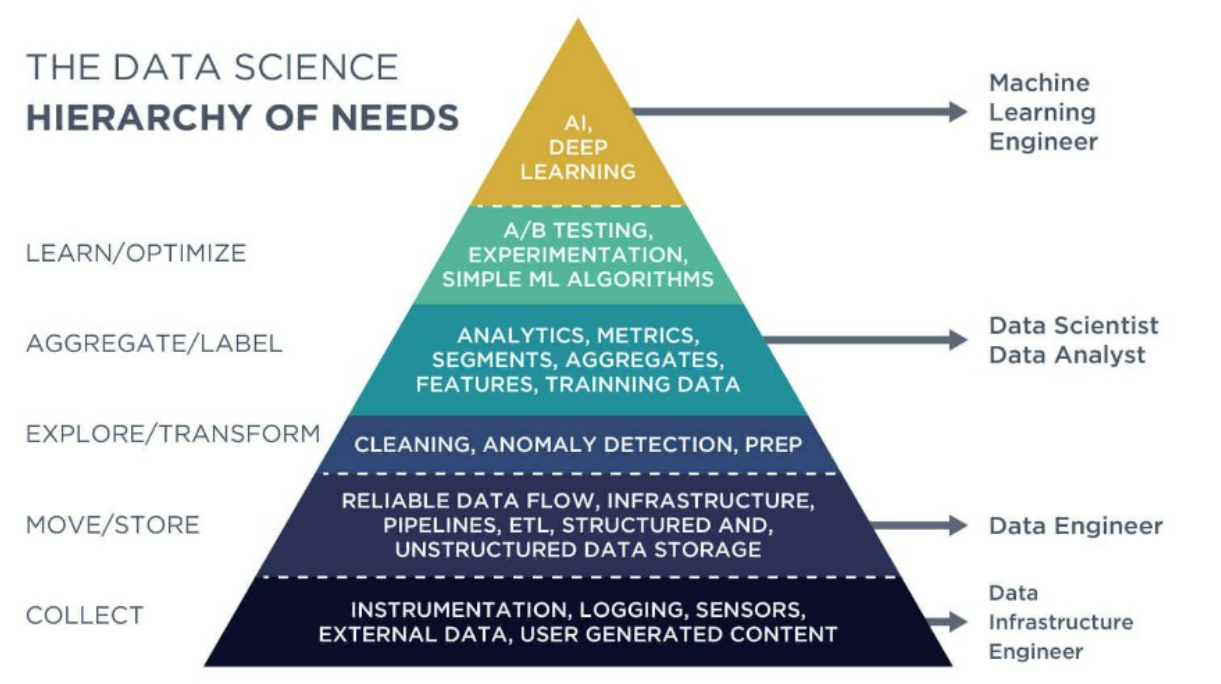 THE DATA SCIENCE
HIERARCHY OF NEEDS
AI,
DEEP
LEARNING
Machine
Learning
Engineer
LEARN/OPTIMIZE
A/B TESTING,
EXPERIMENTATION,
SIMPLE ML ALGORITHMS
AGGREGATE/LABEL
ANALYTICS, METRICS,
SEGMENTS, AGGREGATES,
FEATURES, TRAINNING DATA
Data Scientist
Data Analyst
EXPLORE/TRANSFORM
CLEANING, ANOMALY DETECTION, PREP
MOVE/STORE
RELIABLE DATA FLOW, INFRASTRUCTURE,
PIPELINES, ETL, STRUCTURED AND,
UNSTRUCTURED DATA STORAGE
Data Engineer
COLLECT
INSTRUMENTATION, LOGGING, SENSORS,
EXTERNAL DATA, USER GENERATED CONTENT
Data
Infrastructure
Engineer